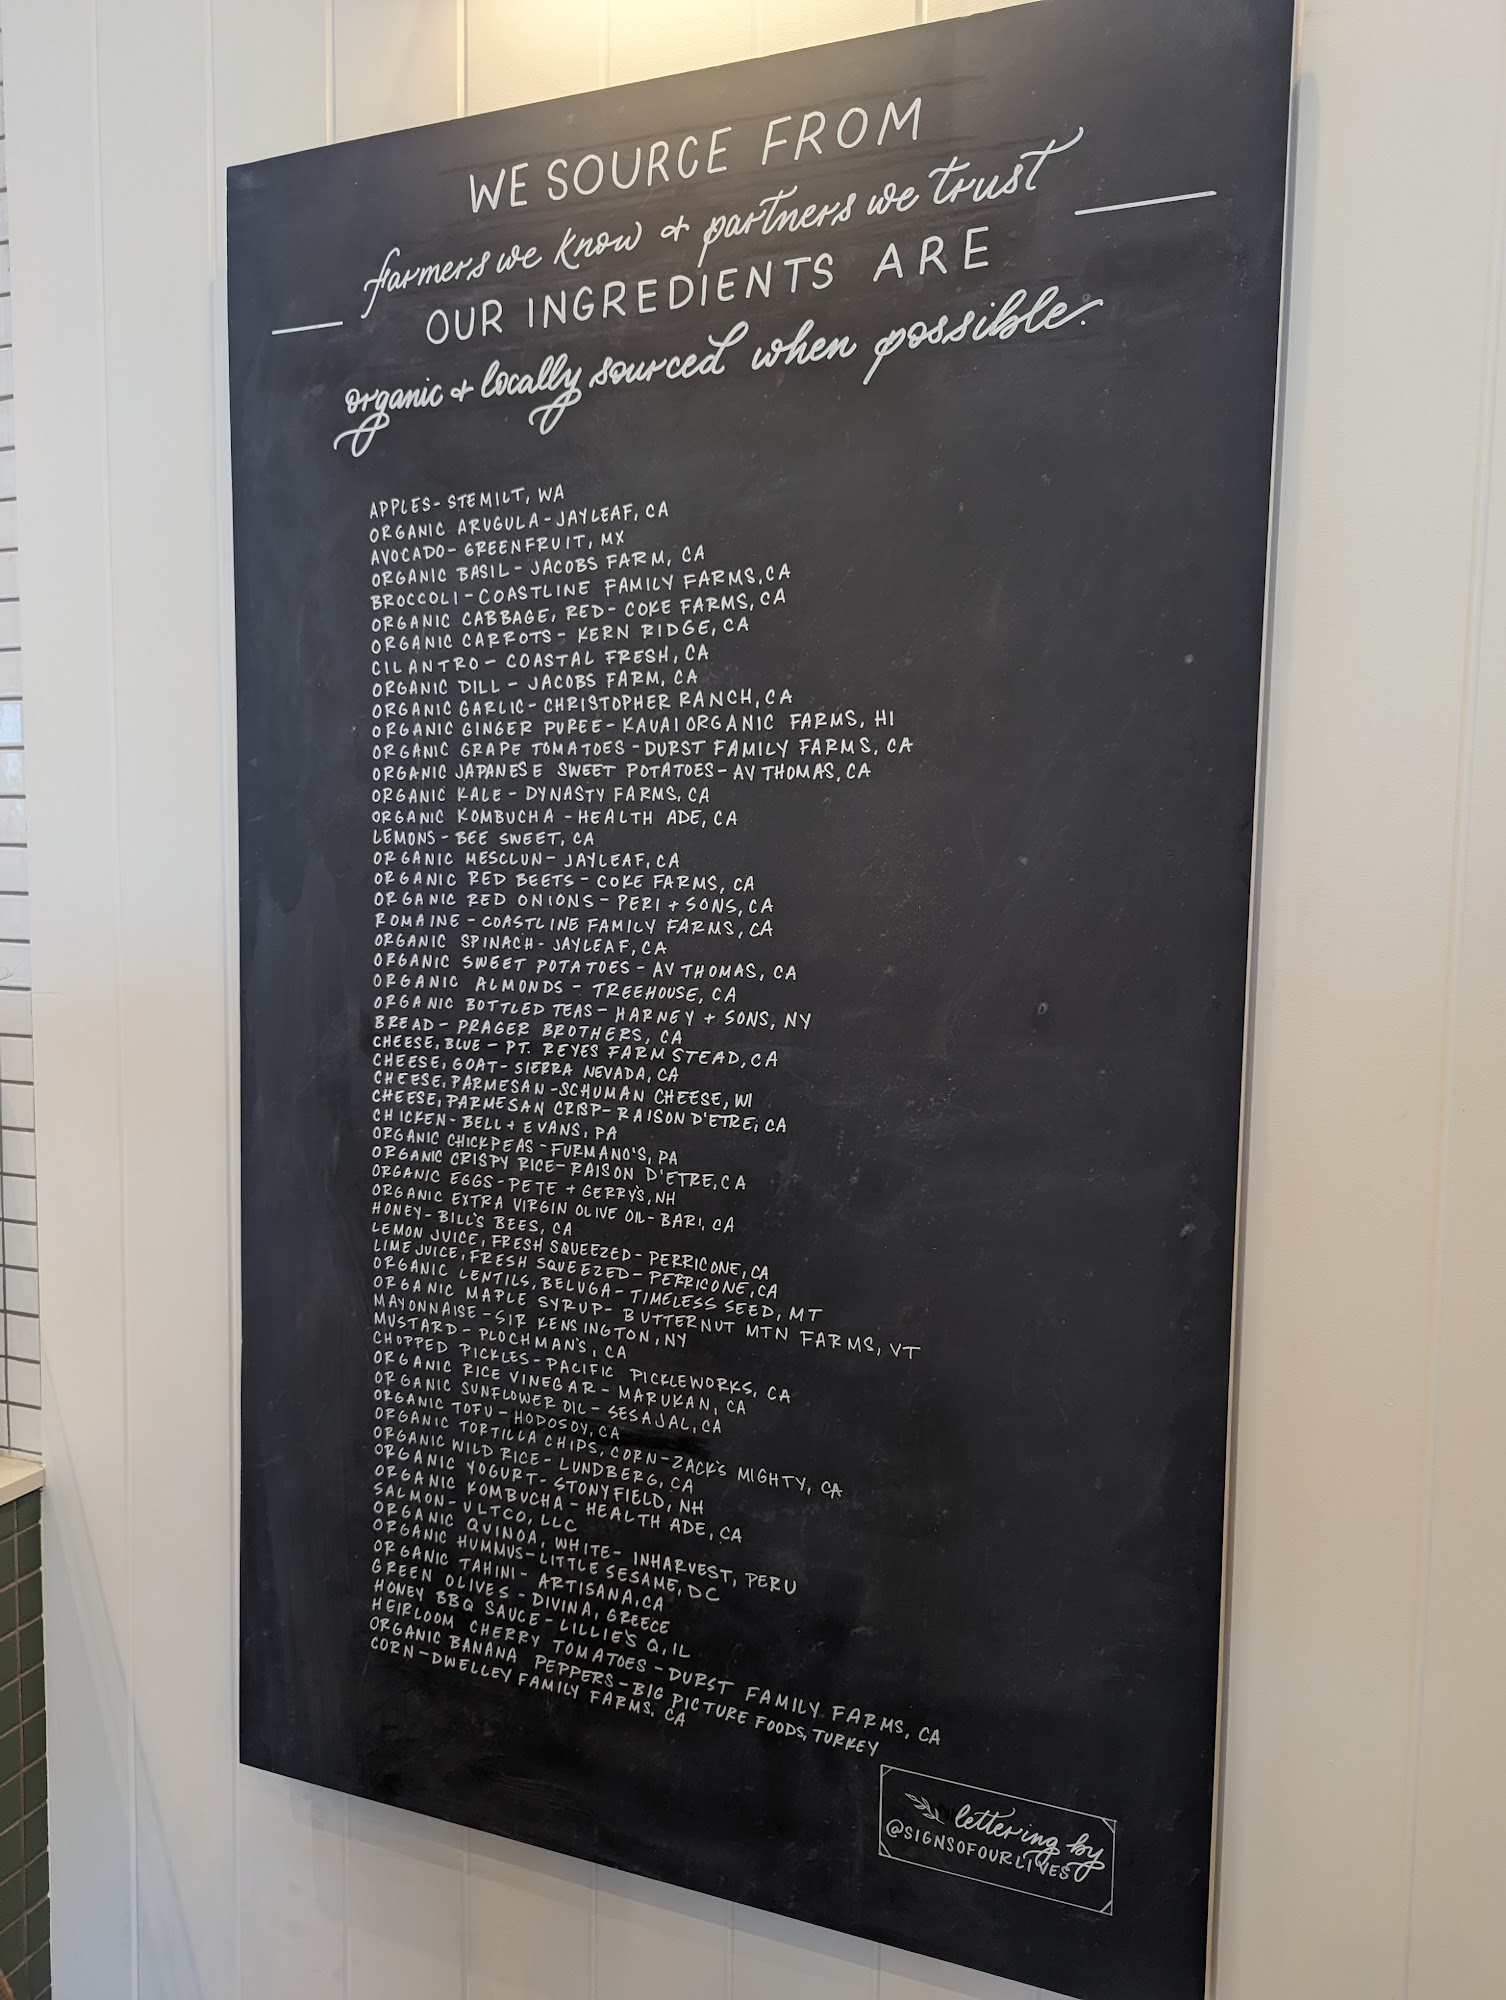 WE SOURCE FROM
farmers we know & partners we trust
OUR INGREDIENTS ARE
organic & locally sourced when possible.
APPLES- STEMILT, WA
ORGANIC ARUGULA - JAYLEAF, CA
AVOCADO- GREENFRUIT, MX
ORGANIC BASIL- JACOBS FARM, CA
BROCCOLI - COASTLINE FAMILY FARMS, CA
ORGANIC CABBAGE, RED- COKE FARMS, CA
ORGANIC CARROTS- KERN RIDGE, CA
CILANTRO - COASTAL FRESH, CA
ORGANIC DILL - JACOBS FARM, CA
ORGANIC GARLIC- CHRISTOPHER RANCH, CA
ORGANIC GINGER PUREE- KAUAI ORGANIC FARMS, HI
ORGANIC GRAPE TOMATOES - DURST FAMILY FARMS, CA
ORGANIC JAPANESE SWEET POTATOES- AV THOMAS, CA
ORGANIC KALE - DYNASTY FARMS, CA
ORGANIC KOMBUCHA - HEALTH ADE, CA
LEMONS - BEE SWEET, CA
ORGANIC MESCLUN- JAYLEAF, CA
ORGANIC RED BEETS - COKE FARMS, CA
ORGANIC RED ONIONS - PERI + SONS, CA
ROMAINE - COASTLINE FAMILY FARMS, CA
ORGANIC SPINACH- JAYLEAF, CA
ORGANIC SWEET POTATOES - AV THOMAS, CA
ORGANIC ALMONDS - TREEHOUSE, CA
ORGANIC BOTTLED TEAS - HARNEY + SONS, NY
BREAD - PRAGER BROTHERS, CA
CHEESE, BLUE - PT. REYES FARMSTEAD, CA
CHEESE, GOAT- SIERRA NEVADA, CA
CHEESE, PARMESAN - SCHUMAN CHEESE, WI
CHEESE, PARMESAN CRISP- RAISON D'ETRE, CA
CHICKEN- BELL + EVANS, PA
ORGANIC CHICKPEAS - FURMANO'S, PA
ORGANIC CRISPY RICE- RAISON D'ETRE, CA
ORGANIC EGGS- PETE + GERRY'S, NH
ORGANIC EXTRA VIRGIN OLIVE OIL- BARI, CA
HONEY- BILL'S BEES, CA
LEMON JUICE, FRESH SQUEEZED - PERRICONE, CA
LIME JUICE, FRESH SQUEEZED- PERRICONE, CA
ORGANIC LENTILS, BELUGA- TIMELESS SEED, MT
ORGANIC MAPLE SYRUP- BUTTERNUT MTN FARMS, VT
MAYONNAISE - SIR KENSINGTON, NY
MUSTARD- PLOCHMAN'S, CA
CHOPPED PICKLES- PACIFIC PICKLEWORKS, CA
ORGANIC RICE VINEGAR- MARUKAN, CA
ORGANIC SUNFLOWER OIL - SESAJAL, CA
ORGANIC TOFU - HODOSOY, CA
ORGANIC TORTILLA CHIPS, CORN- ZACK'S MIGHTY, CA
ORGANIC WILD RICE- LUNDBERG, CA
ORGANIC YOGURT- STONYFIELD, NH
ORGANIC KOMBUCHA - HEALTH ADE, CA
SALMON- ULTCO, LLC
ORGANIC QUINOA, WHITE- INHARVEST, PERU
ORGANIC HUMMUS- LITTLE SESAME, DC
ORGANIC TAHINI - ARTISANA, CA
GREEN OLIVES - DIVINA, GREECE
HONEY BBQ SAUCE - LILLIE'S Q, IL
HEIRLOOM CHERRY TOMATOES - DURST FAMILY FARMS, CA
ORGANIC BANANA PEPPERS - BIG PICTURE FOODS, TURKEY
CORN - DWELLEY FAMILY FARMS, CA
lettering by
@SIGNSOFOURLIVES